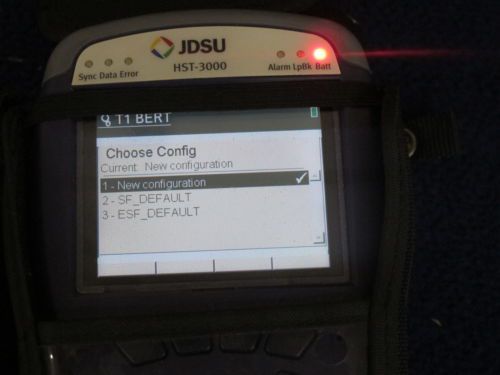 JDSU
HST-3000
Sync Data Error
Alarm LpBk Batt
T1 BERT
Choose Config
Current: New configuration
1 - New configuration
2 - SF_DEFAULT
3 - ESF_DEFAULT